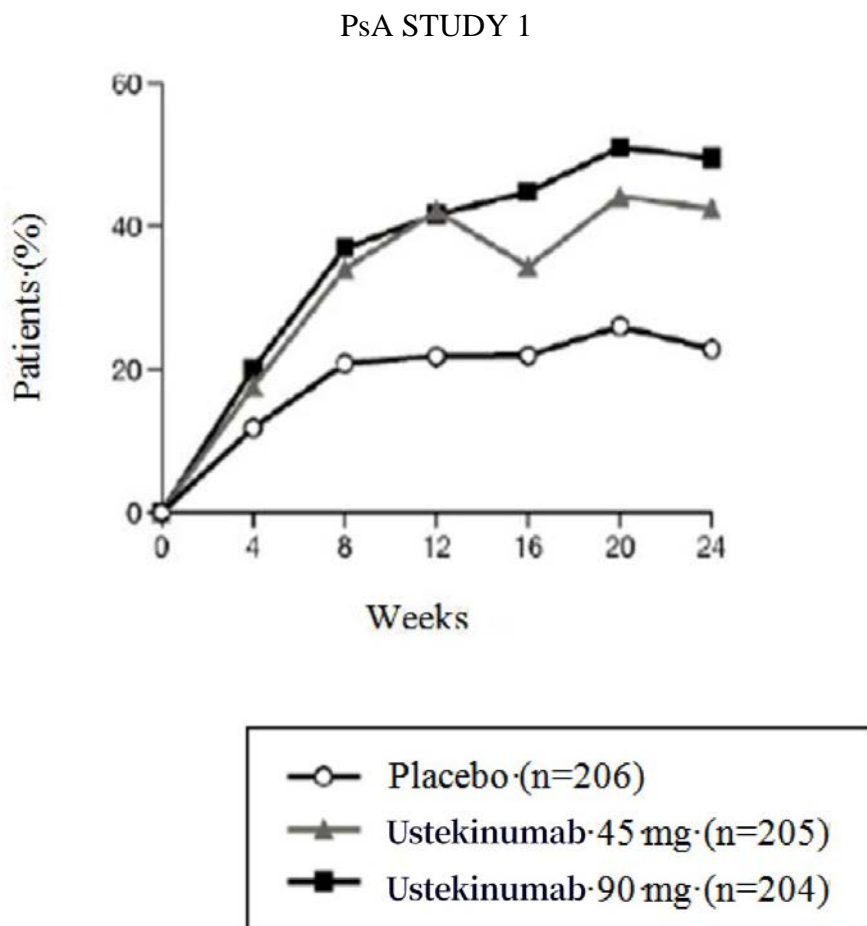 PsA STUDY 1
60
40
20
0
Patients·(%)
0 4 8 12 16 20 24
Weeks
Placebo·(n=206)
Ustekinumab·45·mg·(n=205)
Ustekinumab·90·mg·(n=204)